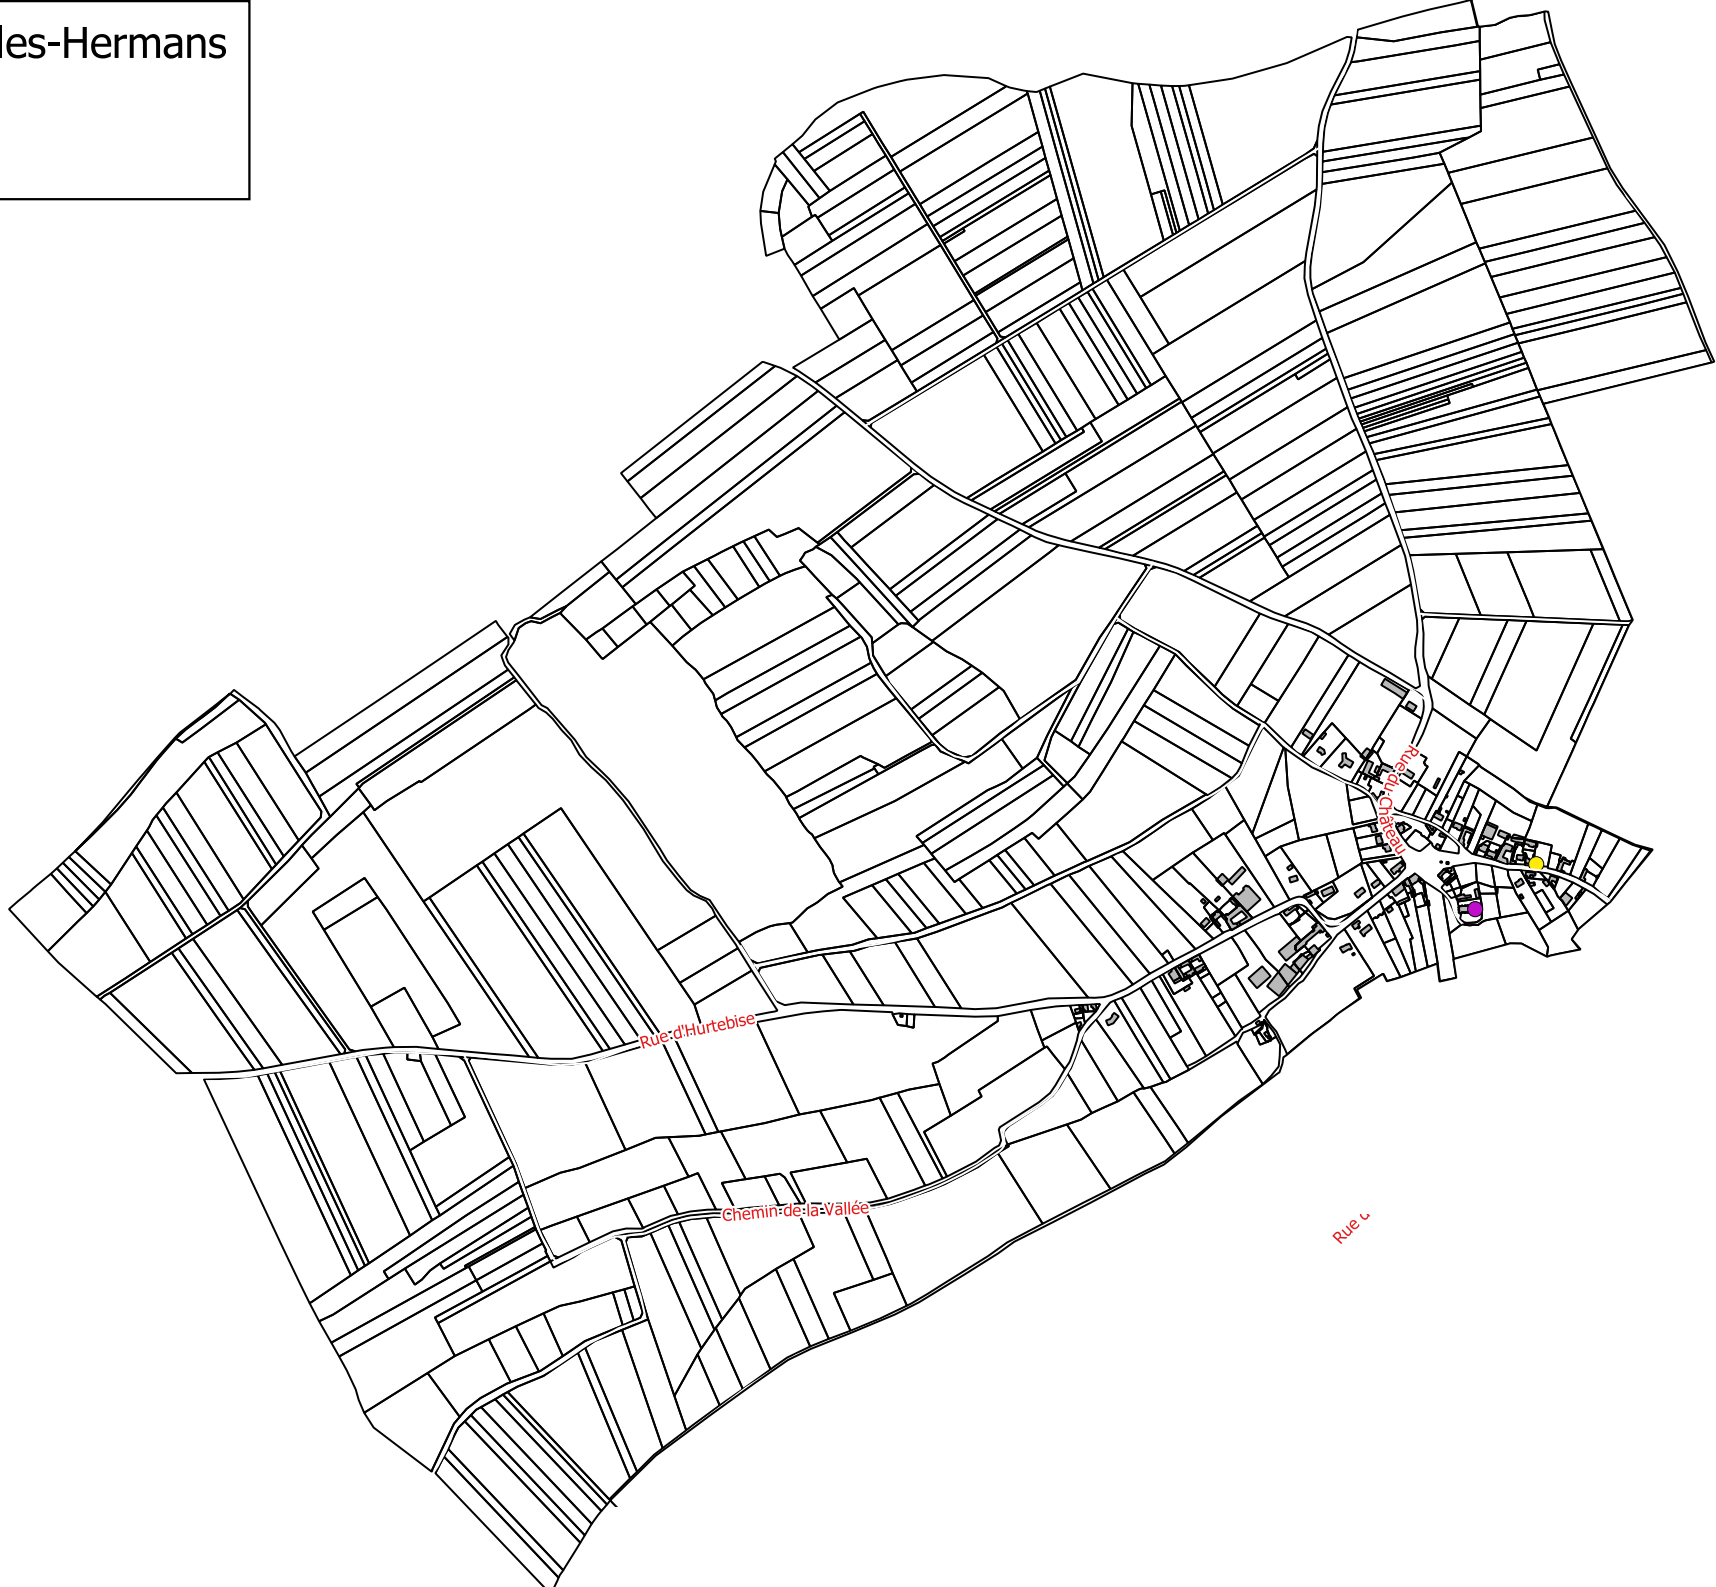 les-Hermans
Rue du Château
Rue d'Hurtebise
Chemin de la Vallée
Rue